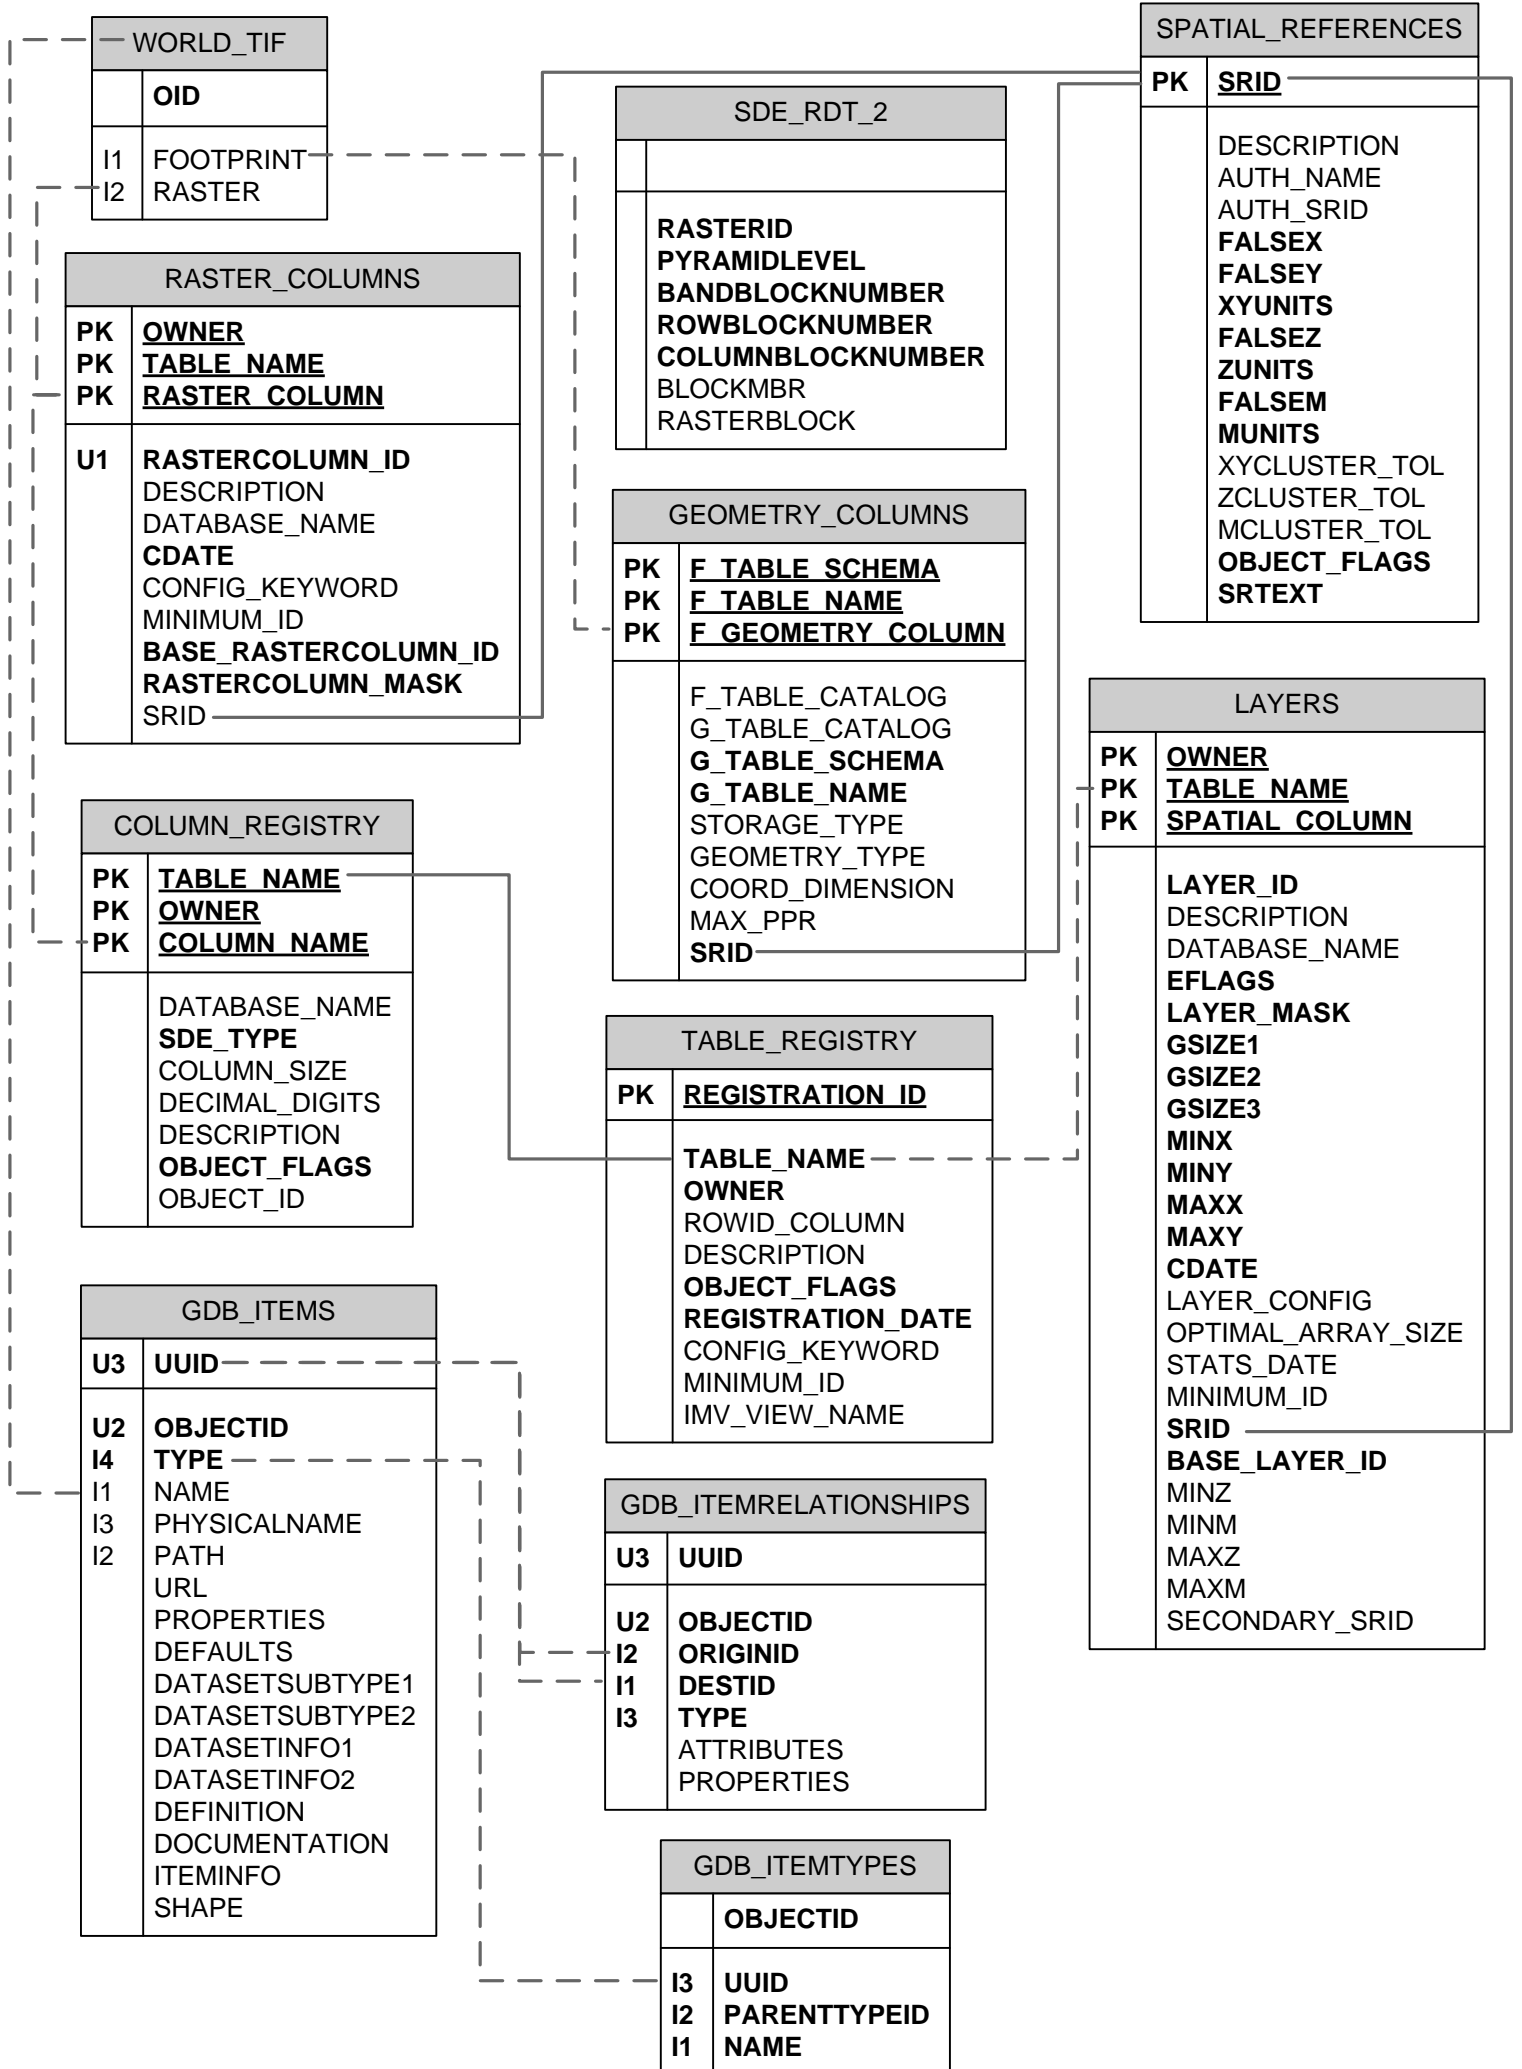 WORLD_TIF
OID
I1 FOOTPRINT
I2 RASTER
RASTER_COLUMNS
PK OWNER
PK TABLE_NAME
PK RASTER_COLUMN
U1 RASTERCOLUMN_ID
DESCRIPTION
DATABASE_NAME
CDATE
CONFIG_KEYWORD
MINIMUM_ID
BASE_RASTERCOLUMN_ID
RASTERCOLUMN_MASK
SRID
COLUMN_REGISTRY
PK TABLE_NAME
PK OWNER
PK COLUMN_NAME
DATABASE_NAME
SDE_TYPE
COLUMN_SIZE
DECIMAL_DIGITS
DESCRIPTION
OBJECT_FLAGS
OBJECT_ID
GDB_ITEMS
U3 UUID
U2 OBJECTID
I4 TYPE
I1 NAME
I3 PHYSICALNAME
I2 PATH
URL
PROPERTIES
DEFAULTS
DATASETSUBTYPE1
DATASETSUBTYPE2
DATASETINFO1
DATASETINFO2
DEFINITION
DOCUMENTATION
ITEMINFO
SHAPE
SDE_RDT_2
RASTERID
PYRAMIDLEVEL
BANDBLOCKNUMBER
ROWBLOCKNUMBER
COLUMNBLOCKNUMBER
BLOCKMBR
RASTERBLOCK
GEOMETRY_COLUMNS
PK F_TABLE_SCHEMA
PK F_TABLE_NAME
PK F_GEOMETRY_COLUMN
F_TABLE_CATALOG
G_TABLE_CATALOG
G_TABLE_SCHEMA
G_TABLE_NAME
STORAGE_TYPE
GEOMETRY_TYPE
COORD_DIMENSION
MAX_PPR
SRID
TABLE_REGISTRY
PK REGISTRATION_ID
TABLE_NAME
OWNER
ROWID_COLUMN
DESCRIPTION
OBJECT_FLAGS
REGISTRATION_DATE
CONFIG_KEYWORD
MINIMUM_ID
IMV_VIEW_NAME
GDB_ITEMRELATIONSHIPS
U3 UUID
U2 OBJECTID
I2 ORIGINID
I1 DESTID
I3 TYPE
ATTRIBUTES
PROPERTIES
GDB_ITEMTYPES
OBJECTID
I3 UUID
I2 PARENTTYPEID
I1 NAME
SPATIAL_REFERENCES
PK SRID
DESCRIPTION
AUTH_NAME
AUTH_SRID
FALSEX
FALSEY
XYUNITS
FALSEZ
ZUNITS
FALSEM
MUNITS
XYCLUSTER_TOL
ZCLUSTER_TOL
MCLUSTER_TOL
OBJECT_FLAGS
SRTEXT
LAYERS
PK OWNER
PK TABLE_NAME
PK SPATIAL_COLUMN
LAYER_ID
DESCRIPTION
DATABASE_NAME
EFLAGS
LAYER_MASK
GSIZE1
GSIZE2
GSIZE3
MINX
MINY
MAXX
MAXY
CDATE
LAYER_CONFIG
OPTIMAL_ARRAY_SIZE
STATS_DATE
MINIMUM_ID
SRID
BASE_LAYER_ID
MINZ
MINM
MAXZ
MAXM
SECONDARY_SRID